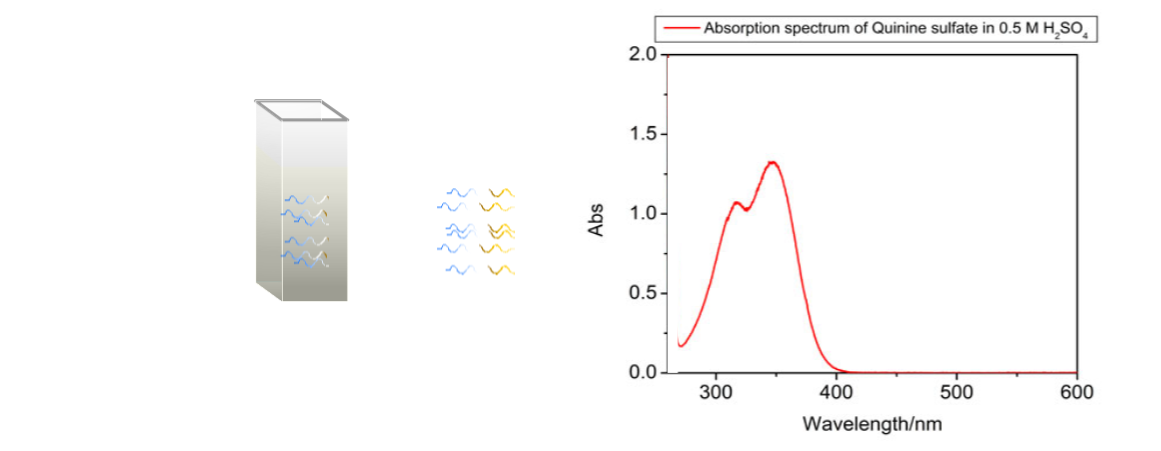 Absorption spectrum of Quinine sulfate in 0.5 M H₂SO₄
2.0
1.5
1.0
0.5
0.0
Abs
300 400 500 600
Wavelength/nm